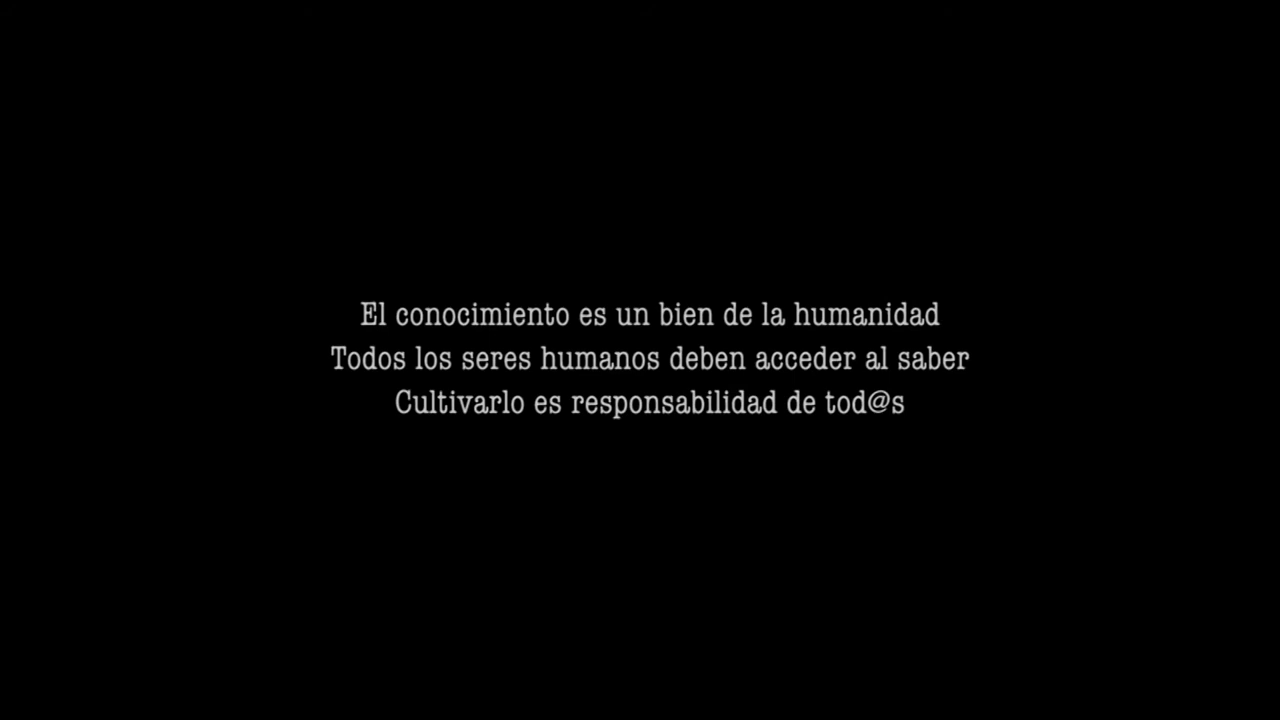 El conocimiento es un bien de la humanidad
Todos los seres humanos deben acceder al saber
Cultivarlo es responsabilidad de tod@s